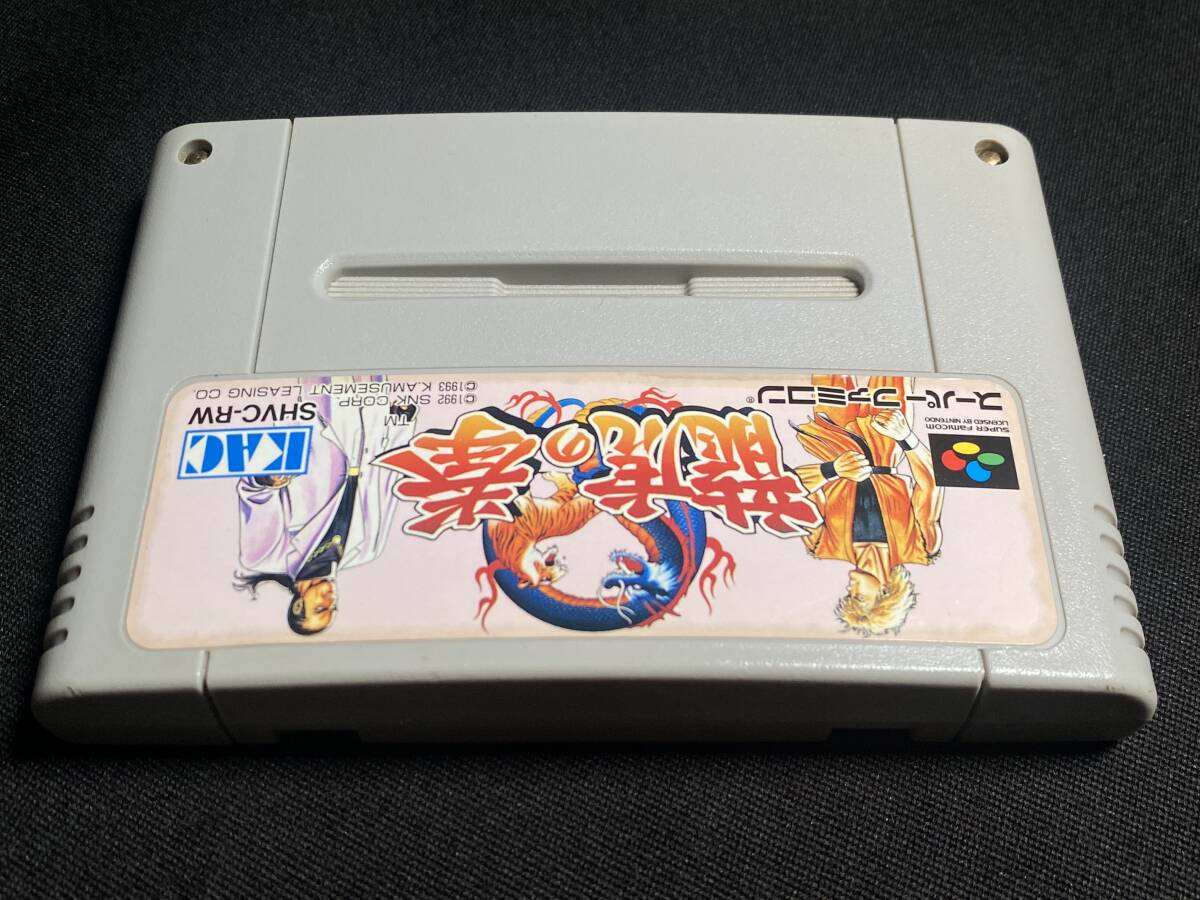 スーパーファミコン®
SUPER FAMICOM
LICENSED BY NINTENDO
龍虎の拳
TM
©1992 SNK CORP.
©1993 K.AMUSEMENT LEASING CO.
SHVC-RW
KAC